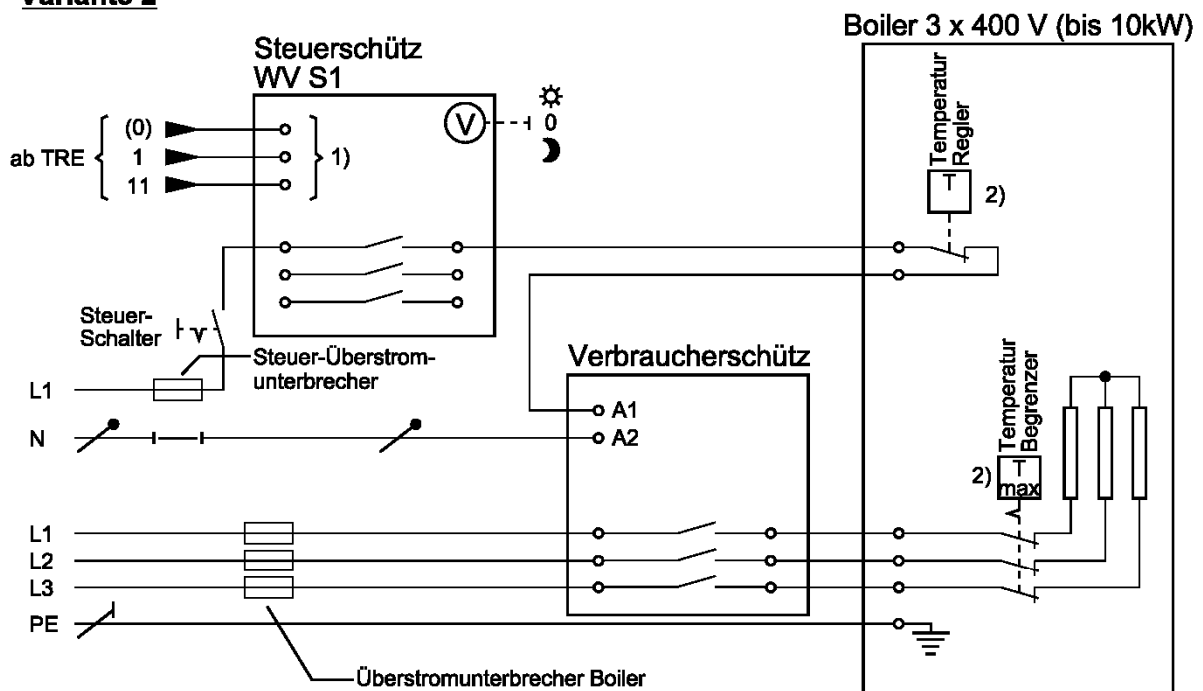 Variante 2
Boiler 3 x 400 V (bis 10kW)
Steuerschütz
WV S1
ab TRE
(0)
1
11
1)
V
0
Temperatur
Regler
T
2)
Steuer-
Schalter
Steuer-Überstrom-
unterbrecher
Verbraucherschütz
L1
N
A1
A2
Temperatur
Begrenzer
T
max
2)
L1
L2
L3
PE
Überstromunterbrecher Boiler